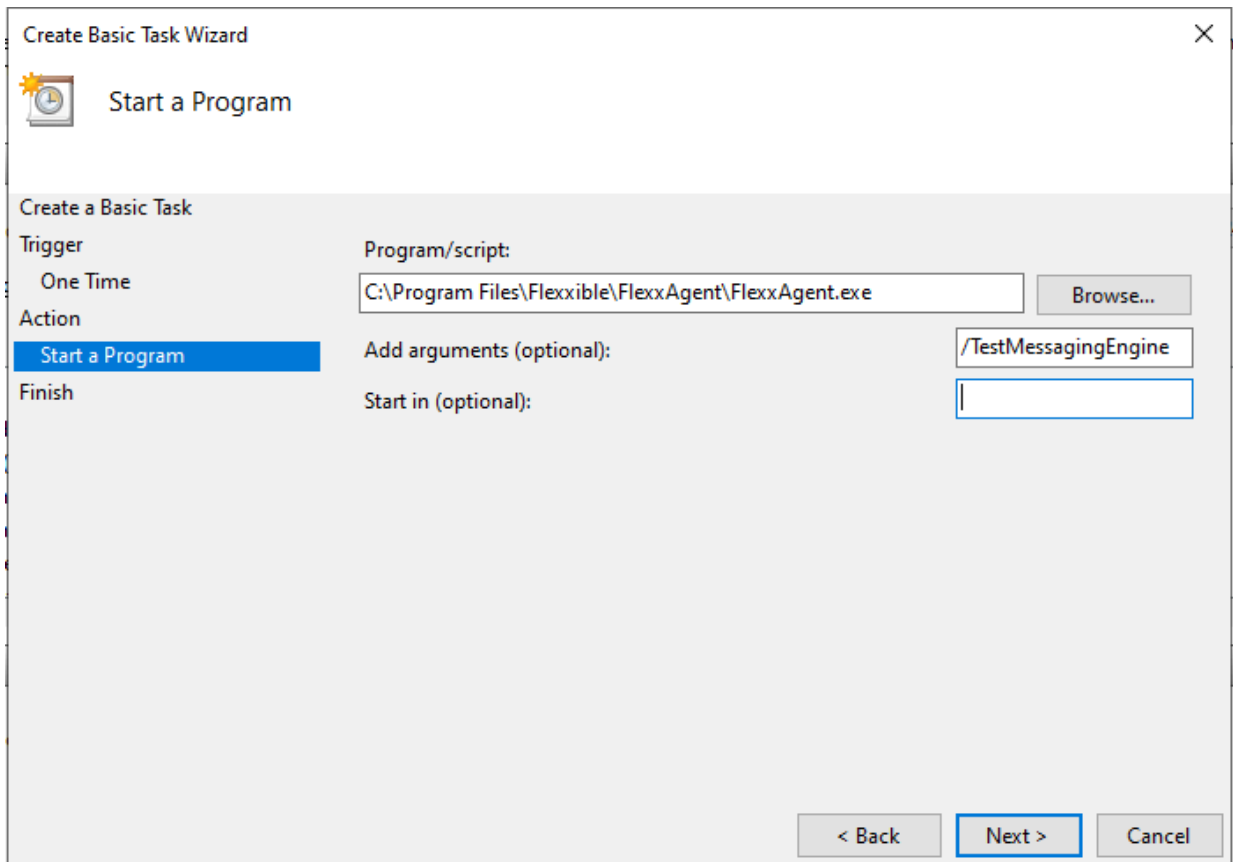 Create Basic Task Wizard
Start a Program
Create a Basic Task
Trigger
One Time
Action
Start a Program
Finish
Program/script:
C:\Program Files\Flexxible\FlexxAgent\FlexxAgent.exe
Browse...
Add arguments (optional):
/TestMessagingEngine
Start in (optional):
< Back
Next >
Cancel